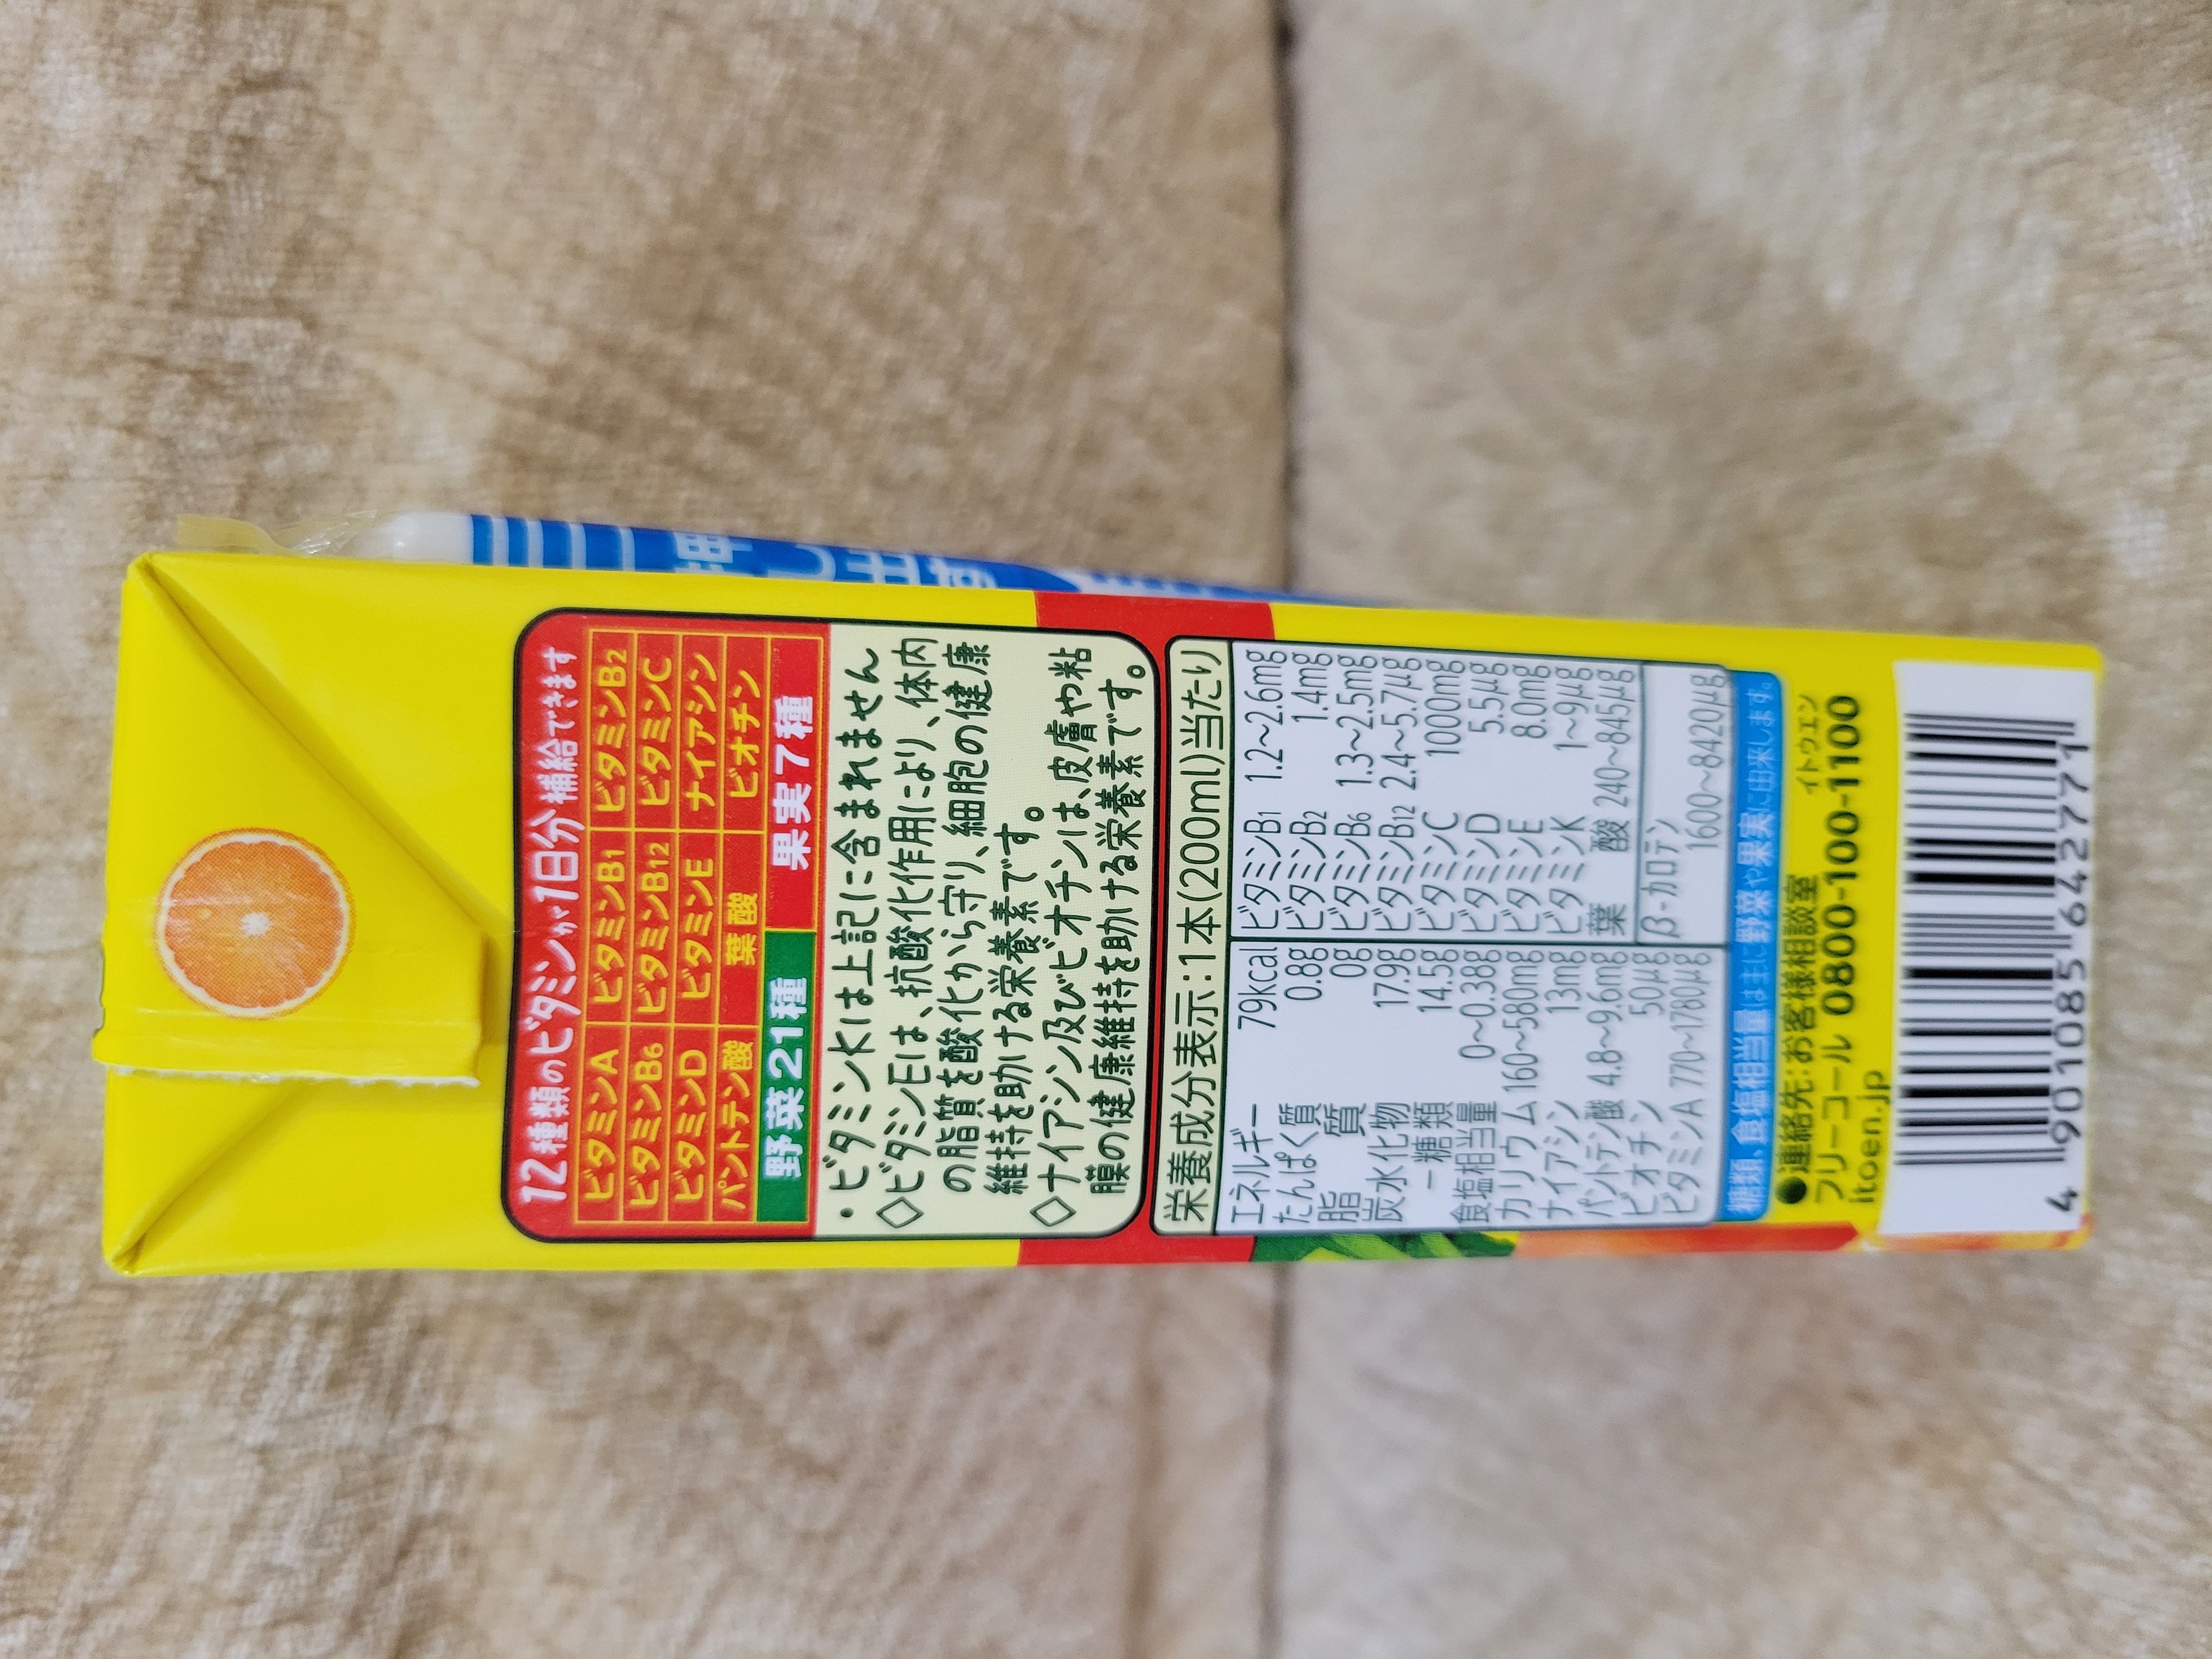 12種類のビタミンが1日分補給できます
ビタミンA ビタミンB1 ビタミンB2
ビタミンB6 ビタミンB12 ビタミンC
ビタミンD ビタミンE ナイアシン
パントテン酸 葉酸 ビオチン
野菜21種 果実7種
・ビタミンKは上記に含まれません
◇ビタミンEは、抗酸化作用により、体内
の脂質を酸化から守り、細胞の健康
維持を助ける栄養素です。
◇ナイアシン及びビオチンは、皮膚や粘
膜の健康維持を助ける栄養素です。
栄養成分表示:1本(200ml)当たり
エネルギー 79kcal
たんぱく質 0.8g
脂質 0g
炭水化物 17.9g
－糖類 14.5g
食塩相当量 0～0.38g
カリウム 160～580mg
ナイアシン 13mg
パントテン酸 4.8～9.6mg
ビオチン 50μg
ビタミンA 770～1780μg
ビタミンB1 1.2～2.6mg
ビタミンB2 1.4mg
ビタミンB6 1.3～2.5mg
ビタミンB12 2.4～5.7μg
ビタミンC 1000mg
ビタミンD 5.5μg
ビタミンE 8.0mg
ビタミンK 1～9μg
葉酸 240～845μg
β-カロテン
1600～8420μg
糖類、食塩相当量は主に野菜や果実に由来します。
●連絡先:お客様相談室
イトウエン
フリーコール 0800-100-1100
itoen.jp
4 901085 642771